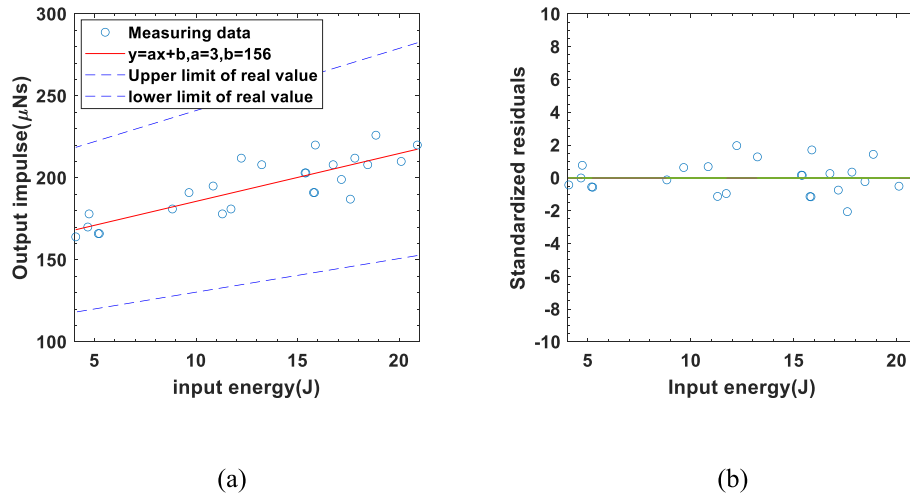 300
250
200
150
100
Output impulse(μNs)
Measuring data
y=ax+b,a=3,b=156
Upper limit of real value
lower limit of real value
5 10 15 20
input energy(J)
(a)
10
8
6
4
2
0
-2
-4
-6
-8
-10
Standardized residuals
5 10 15 20
Input energy(J)
(b)